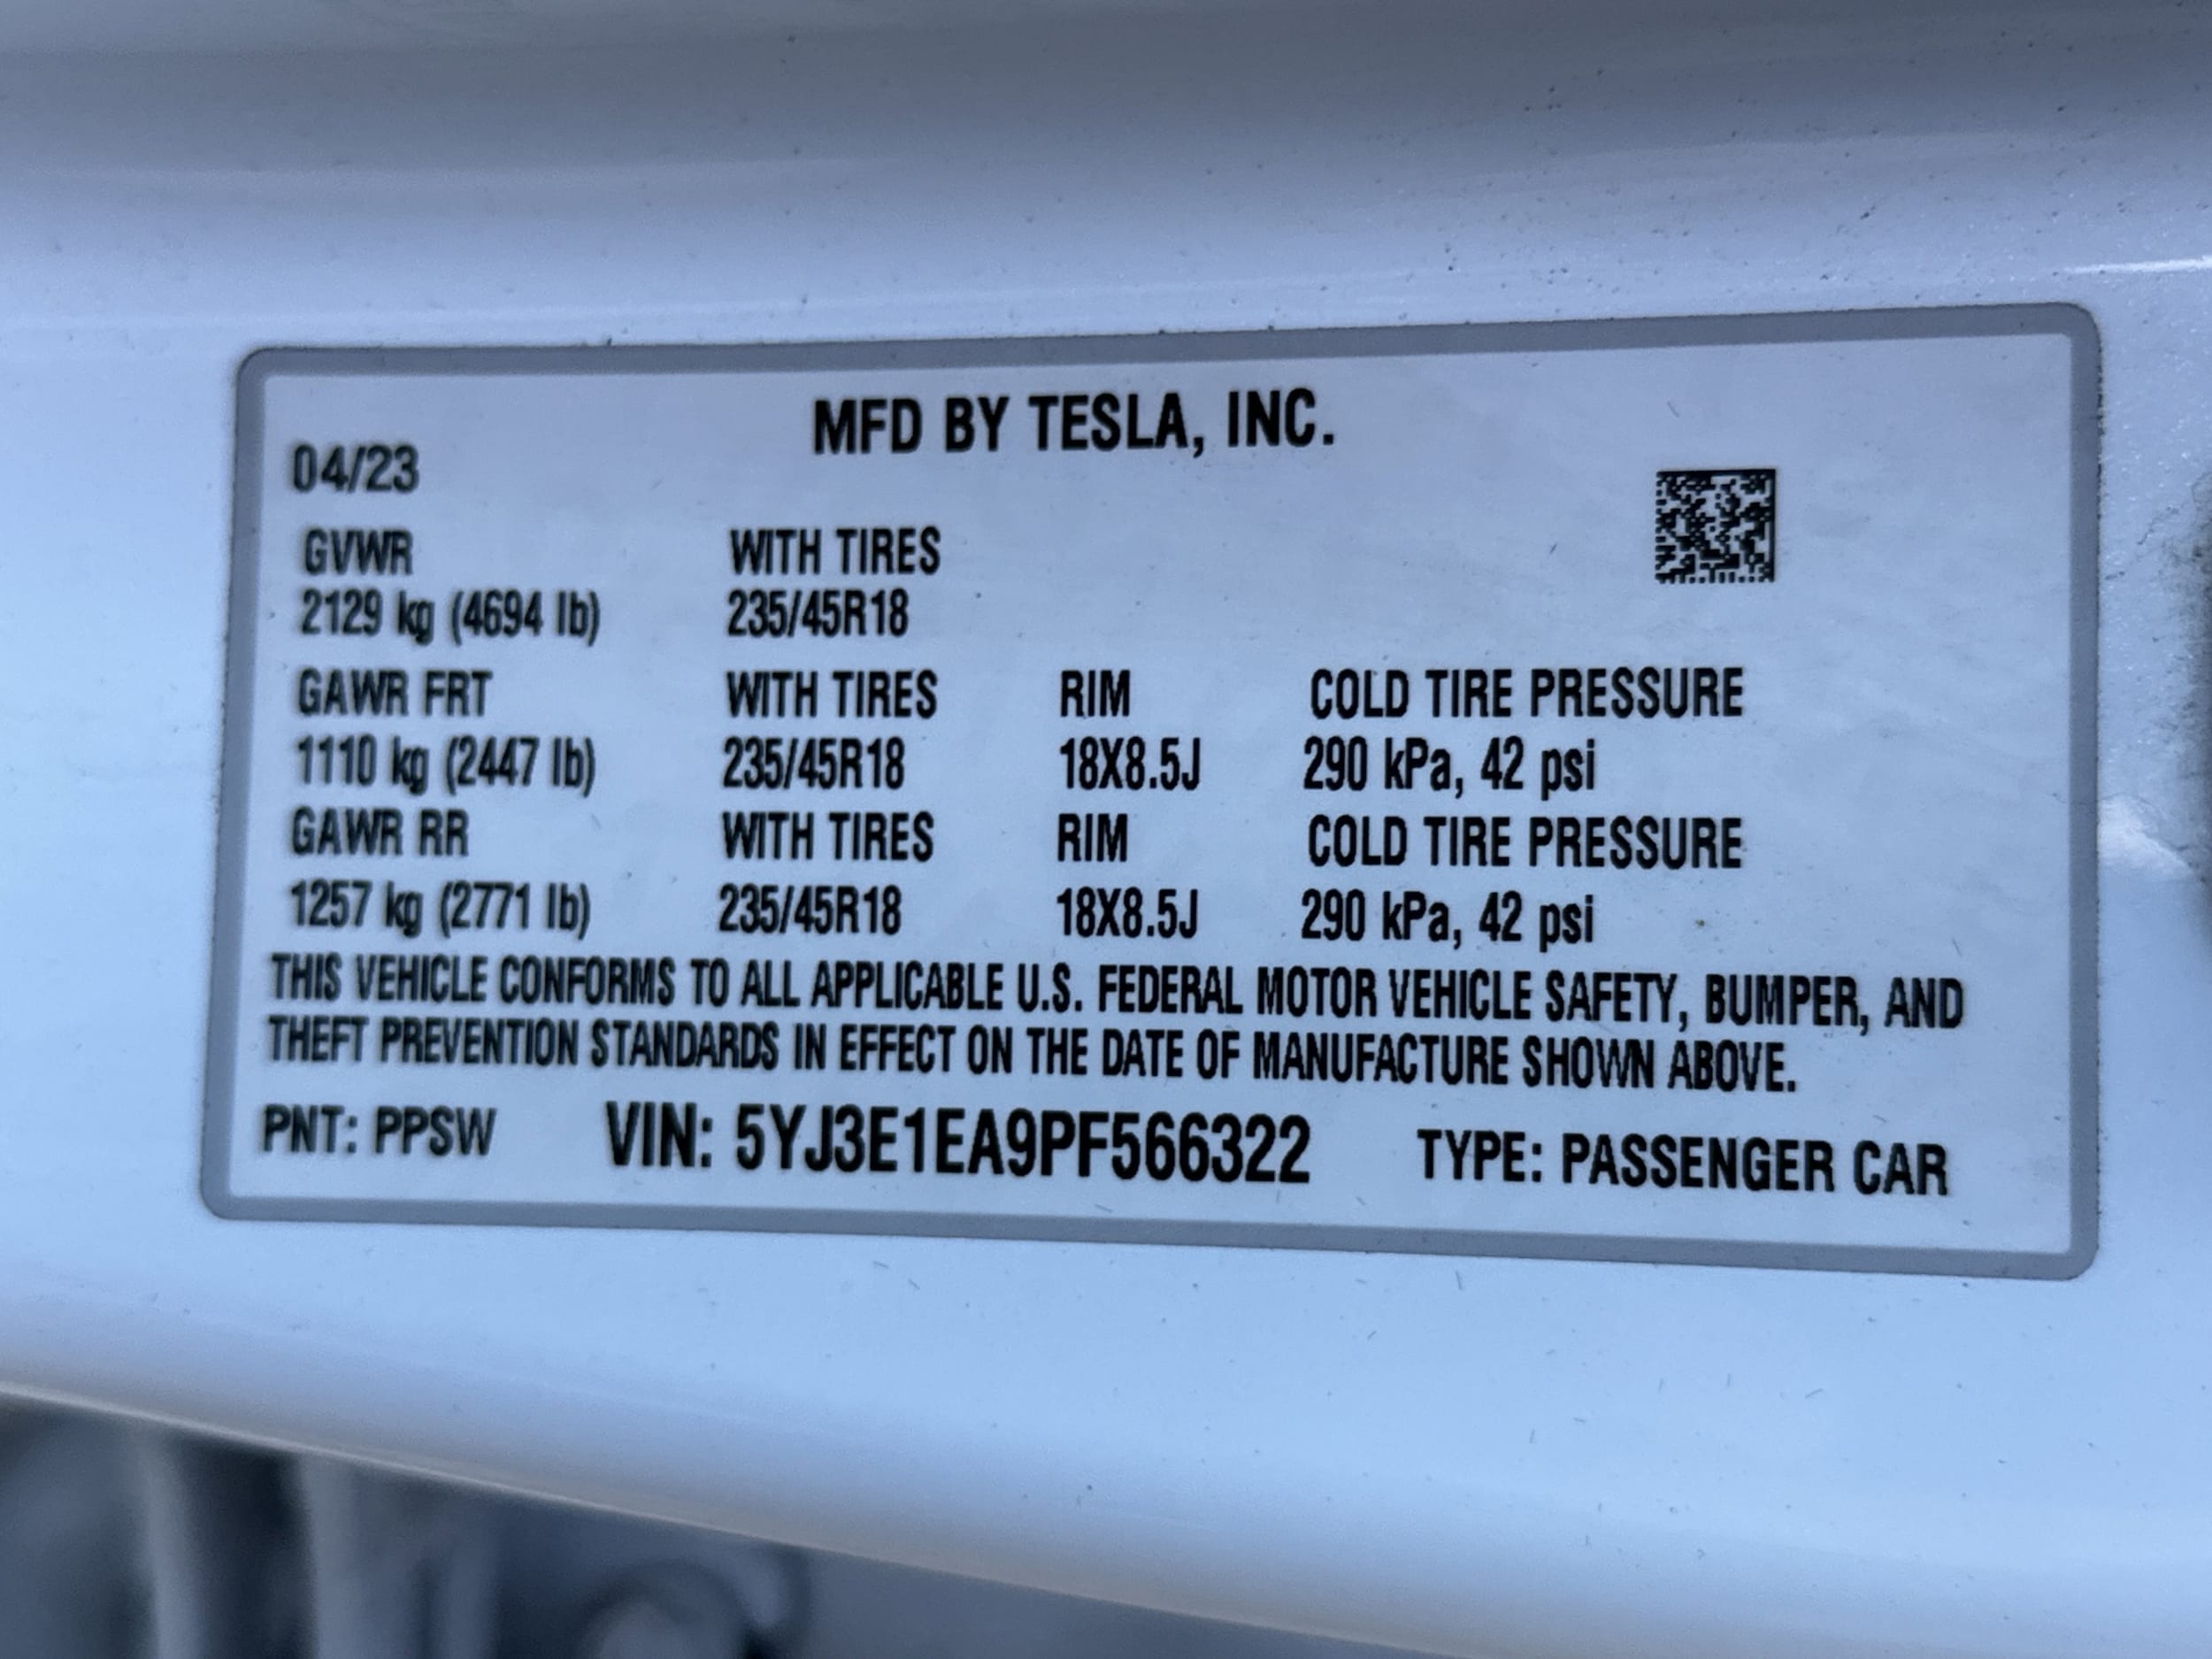 MFD BY TESLA, INC.
04/23
GVWR WITH TIRES
2129 kg (4694 lb) 235/45R18
GAWR FRT WITH TIRES RIM COLD TIRE PRESSURE
1110 kg (2447 lb) 235/45R18 18X8.5J 290 kPa, 42 psi
GAWR RR WITH TIRES RIM COLD TIRE PRESSURE
1257 kg (2771 lb) 235/45R18 18X8.5J 290 kPa, 42 psi
THIS VEHICLE CONFORMS TO ALL APPLICABLE U.S. FEDERAL MOTOR VEHICLE SAFETY, BUMPER, AND
THEFT PREVENTION STANDARDS IN EFFECT ON THE DATE OF MANUFACTURE SHOWN ABOVE.
PNT: PPSW VIN: 5YJ3E1EA9PF566322 TYPE: PASSENGER CAR